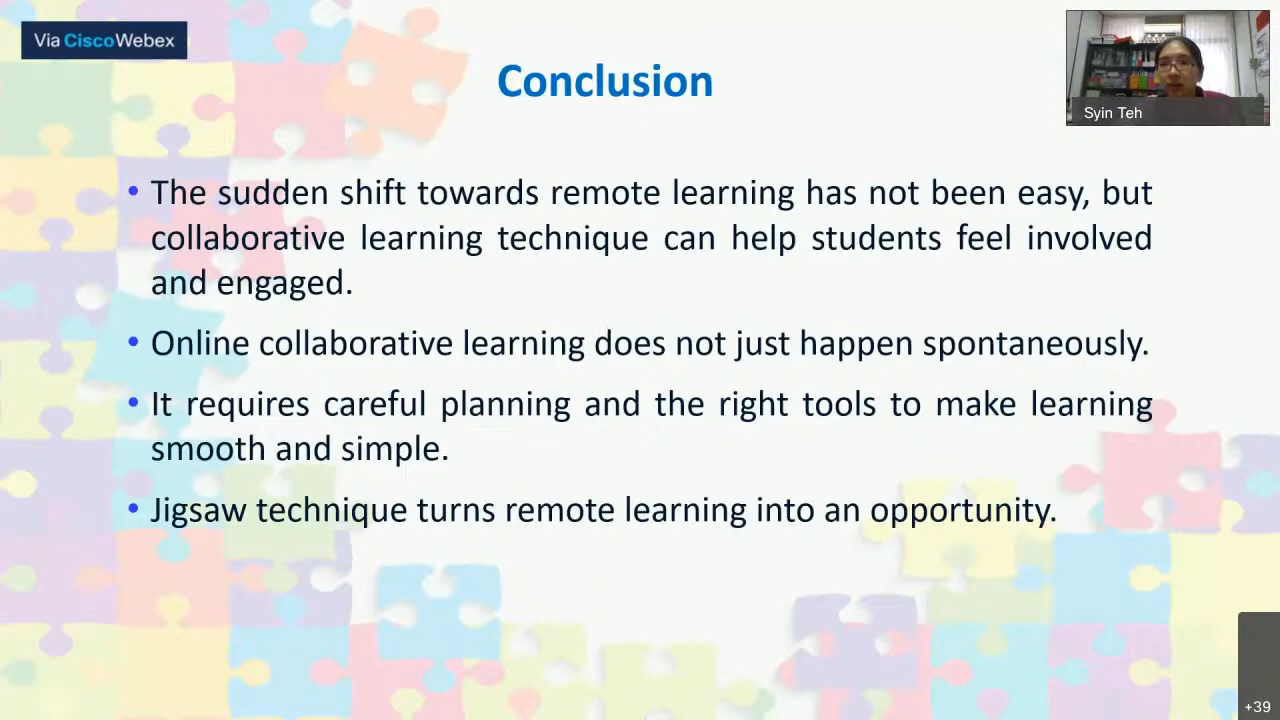 Via CiscoWebex
Conclusion
Syin Teh
• The sudden shift towards remote learning has not been easy, but
collaborative learning technique can help students feel involved
and engaged.
• Online collaborative learning does not just happen spontaneously.
• It requires careful planning and the right tools to make learning
smooth and simple.
• Jigsaw technique turns remote learning into an opportunity.
+39